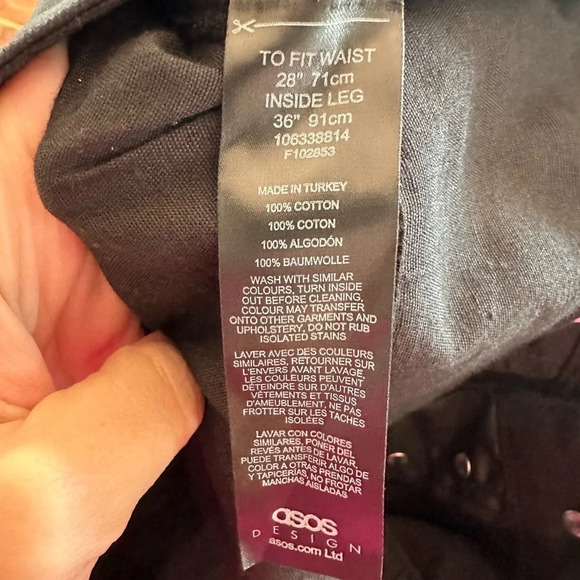 TO FIT WAIST
28" 71cm
INSIDE LEG
36" 91cm
106338814
F102853
MADE IN TURKEY
100% COTTON
100% COTON
100% ALGODÓN
100% BAUMWOLLE
WASH WITH SIMILAR
COLOURS, TURN INSIDE
OUT BEFORE CLEANING,
COLOUR MAY TRANSFER
ONTO OTHER GARMENTS AND
UPHOLSTERY, DO NOT RUB
ISOLATED STAINS
LAVER AVEC DES COULEURS
SIMILAIRES, RETOURNER SUR
L'ENVERS AVANT LAVAGE
LES COULEURS PEUVENT
DÉTEINDRE SUR D'AUTRES
VÊTEMENTS ET TISSUS
D'AMEUBLEMENT, NE PAS
FROTTER SUR LES TÂCHES
ISOLÉES
LAVAR CON COLORES
SIMILARES, PONER DEL
REVÉS ANTES DE LAVAR,
PUEDE TRANSFERIR ALGO DE
COLOR A OTRAS PRENDAS
Y TAPICERÍAS, NO FROTAR
MANCHAS AISLADAS
asos
DESIGN
asos.com Ltd